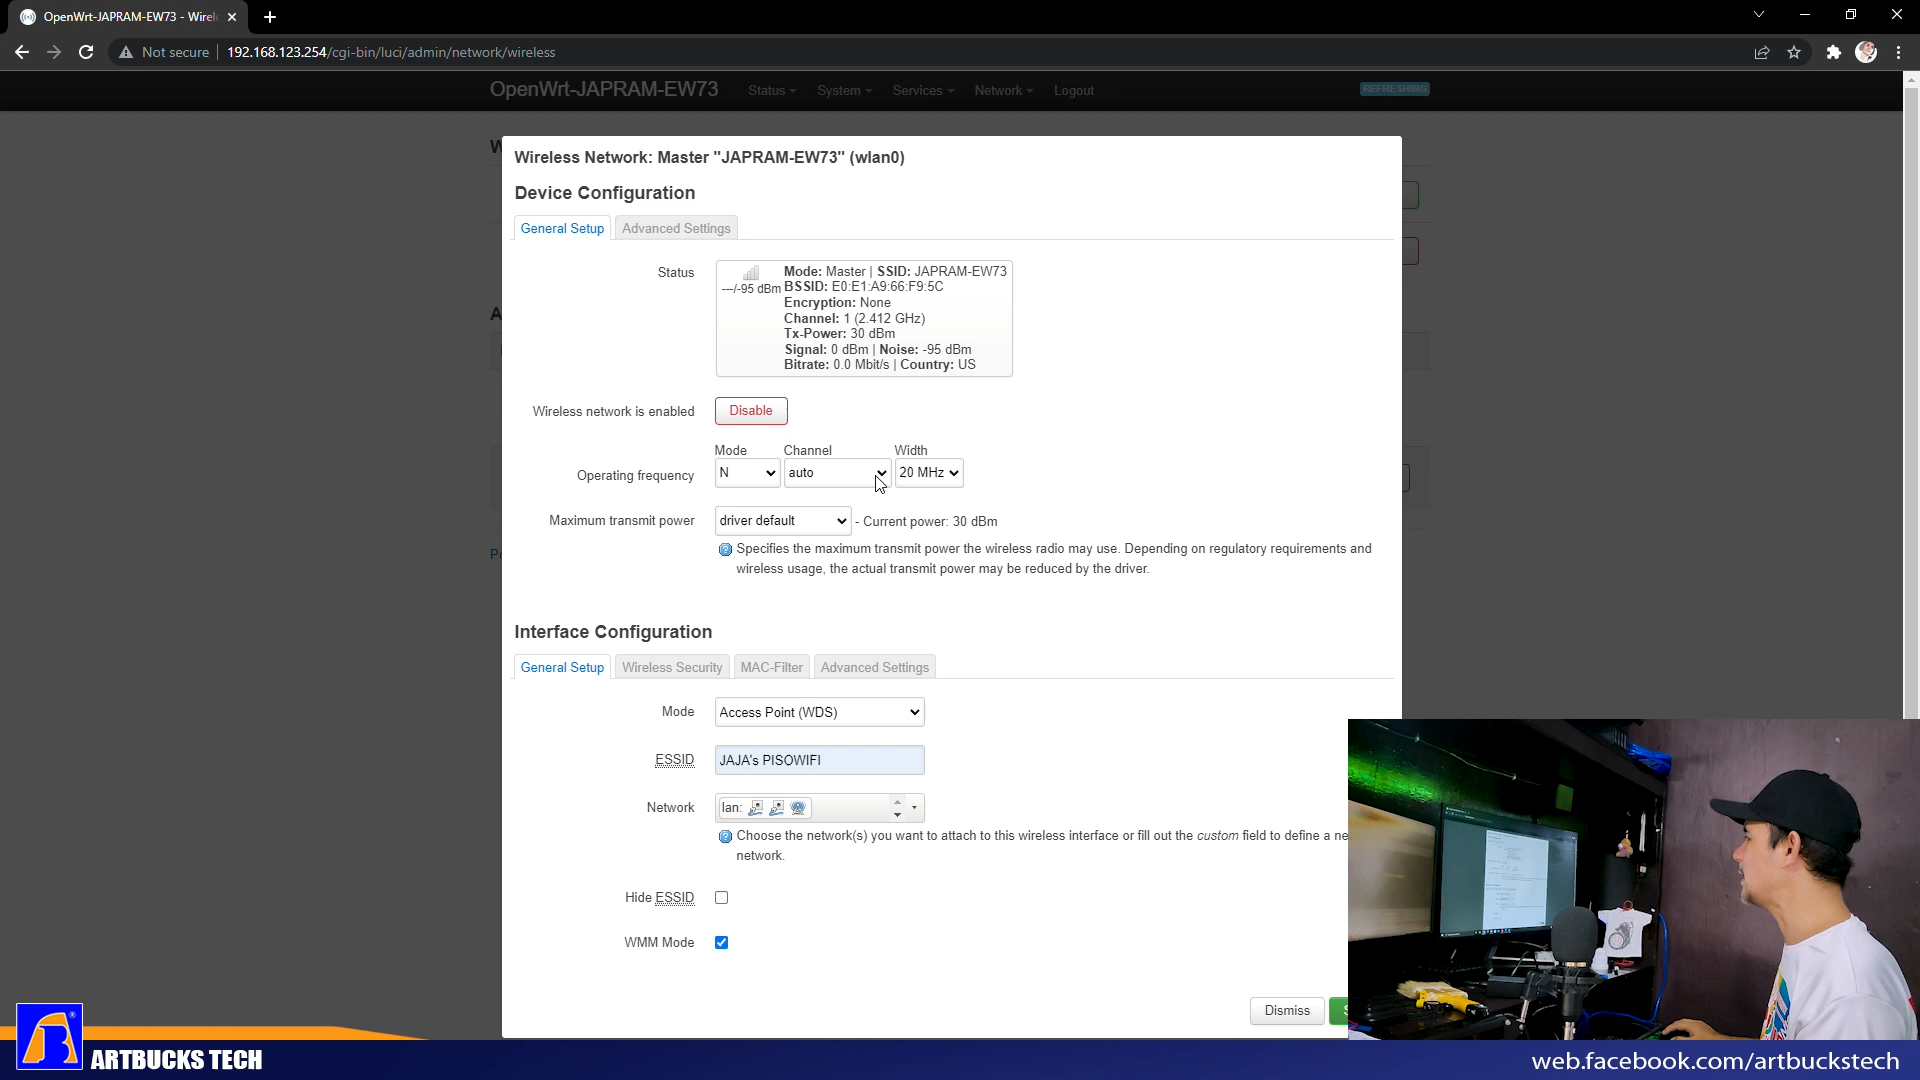 OpenWrt-JAPRAM-EW73 - Wirel
Not secure
192.168.123.254/cgi-bin/luci/admin/network/wireless
OpenWrt-JAPRAM-EW73
Status
System
Services
Network
Logout
REFRESHING
Wireless Network: Master "JAPRAM-EW73" (wlan0)
Device Configuration
General Setup
Advanced Settings
Status
---/-95 dBm
Mode: Master | SSID: JAPRAM-EW73
BSSID: E0:E1:A9:66:F9:5C
Encryption: None
Channel: 1 (2.412 GHz)
Tx-Power: 30 dBm
Signal: 0 dBm | Noise: -95 dBm
Bitrate: 0.0 Mbit/s | Country: US
Wireless network is enabled
Disable
Mode Channel Width
Operating frequency
N auto 20 MHz
Maximum transmit power
driver default - Current power: 30 dBm
Specifies the maximum transmit power the wireless radio may use. Depending on regulatory requirements and
wireless usage, the actual transmit power may be reduced by the driver.
Interface Configuration
General Setup
Wireless Security
MAC-Filter
Advanced Settings
Mode
Access Point (WDS)
ESSID
JAJA's PISOWIFI
Network
lan:
Choose the network(s) you want to attach to this wireless interface or fill out the custom field to define a ne
network.
Hide ESSID
WMM Mode
Dismiss
ARTBUCKS TECH
web.facebook.com/artbuckstech